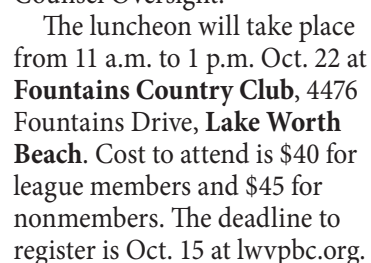 Counsel Oversight.
The luncheon will take place
from 11 a.m. to 1 p.m. Oct. 22 at
Fountains Country Club, 4476
Fountains Drive, Lake Worth
Beach. Cost to attend is $40 for
league members and $45 for
nonmembers. The deadline to
register is Oct. 15 at lwvpbc.org.